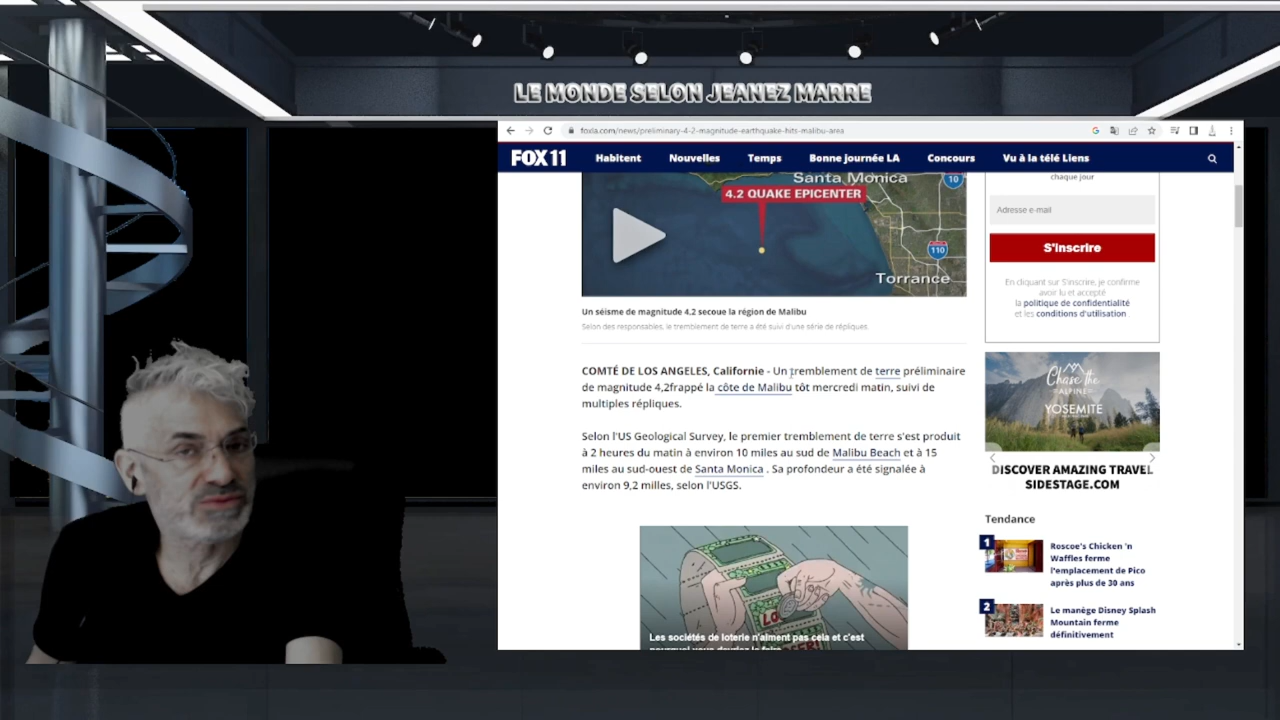 LE MONDE SELON JEANEZ MARRE
foxla.com/news/preliminary-4-2-magnitude-earthquake-hits-malibu-area
FOX 11
Habitent
Nouvelles
Temps
Bonne journée LA
Concours
Vu à la télé Liens
Santa Monica
10
4.2 QUAKE EPICENTER
110
Torrance
Un séisme de magnitude 4,2 secoue la région de Malibu
Selon des responsables, le tremblement de terre a été suivi d'une série de répliques.
COMTÉ DE LOS ANGELES, Californie - Un tremblement de terre préliminaire
de magnitude 4,2frappé la côte de Malibu tôt mercredi matin, suivi de
multiples répliques.
Selon l'US Geological Survey, le premier tremblement de terre s'est produit
à 2 heures du matin à environ 10 miles au sud de Malibu Beach et à 15
miles au sud-ouest de Santa Monica . Sa profondeur a été signalée à
environ 9,2 milles, selon l'USGS.
Les sociétés de loterie n'aiment pas cela et c'est
pourquoi vous devriez le faire
chaque jour
Adresse e-mail
S'inscrire
En cliquant sur S'inscrire, je confirme
avoir lu et accepté
la politique de confidentialité
et les conditions d'utilisation .
Chase the
ALPINE
YOSEMITE
DISCOVER AMAZING TRAVEL
SIDESTAGE.COM
Tendance
1
Roscoe's Chicken 'n
Waffles ferme
l'emplacement de Pico
après plus de 30 ans
2
Le manège Disney Splash
Mountain ferme
définitivement